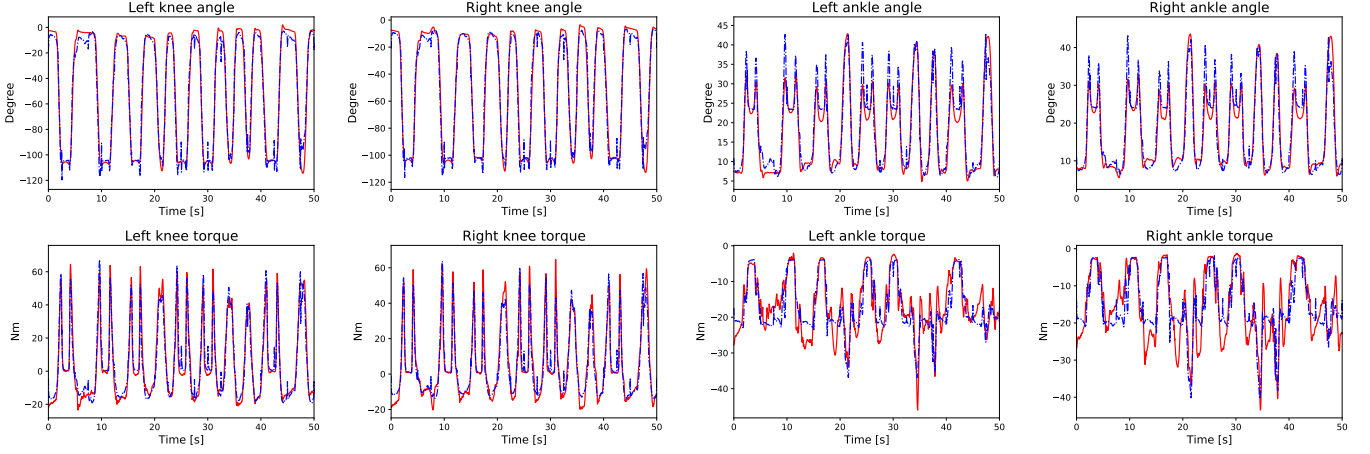 Left knee angle
Degree
0
−20
−40
−60
−80
−100
−120
0 10 20 30 40 50
Time [s]
Right knee angle
Degree
0
−20
−40
−60
−80
−100
−120
0 10 20 30 40 50
Time [s]
Left ankle angle
Degree
45
40
35
30
25
20
15
10
5
0 10 20 30 40 50
Time [s]
Right ankle angle
Degree
40
30
20
10
0 10 20 30 40 50
Time [s]
Left knee torque
Nm
60
40
20
0
−20
0 10 20 30 40 50
Time [s]
Right knee torque
Nm
60
40
20
0
−20
0 10 20 30 40 50
Time [s]
Left ankle torque
Nm
0
−10
−20
−30
−40
0 10 20 30 40 50
Time [s]
Right ankle torque
Nm
0
−10
−20
−30
−40
0 10 20 30 40 50
Time [s]